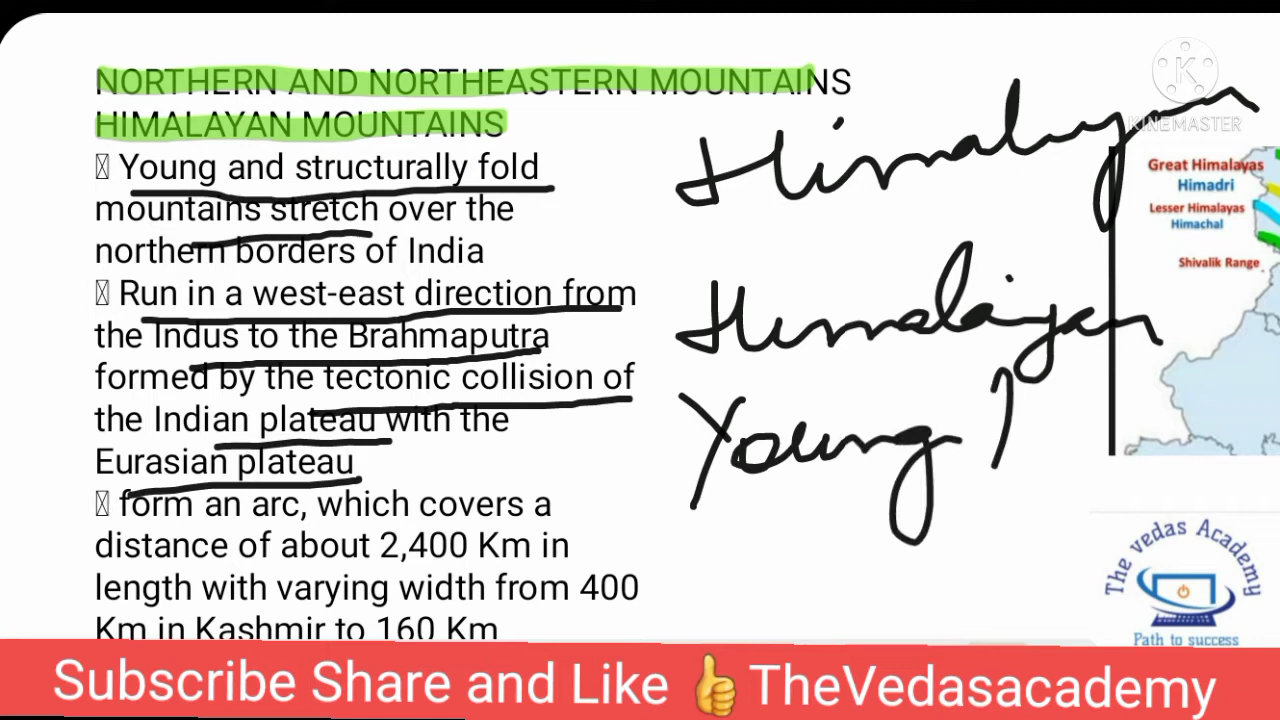 NORTHERN AND NORTHEASTERN MOUNTAINS
HIMALAYAN MOUNTAINS
Young and structurally fold
mountains stretch over the
northern borders of India
Run in a west-east direction from
the Indus to the Brahmaputra
formed by the tectonic collision of
the Indian plateau with the
Eurasian plateau
form an arc, which covers a
distance of about 2,400 Km in
length with varying width from 400
Km in Kashmir to 160 Km
Himalayan
Himalaiyan
Young
K
KINEMASTER
Great Himalayas
Himadri
Lesser Himalayas
Himachal
Shivalik Range
The vedas Academy
Path to success
Subscribe Share and Like 👍 TheVedasacademy